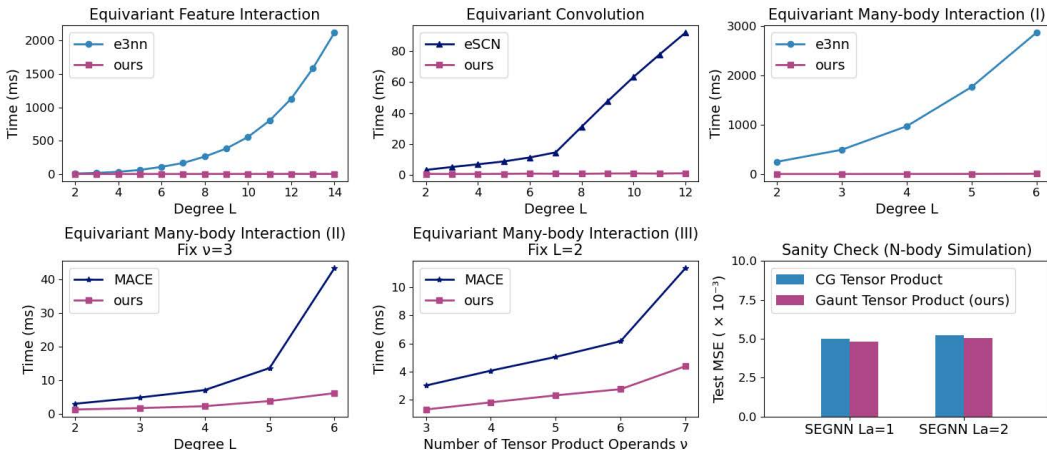 Equivariant Feature Interaction
e3nn
ours
2000
1500
1000
500
0
Time (ms)
2 4 6 8 10 12 14
Degree L
Equivariant Convolution
eSCN
ours
80
60
40
20
0
Time (ms)
2 4 6 8 10 12
Degree L
Equivariant Many-body Interaction (I)
e3nn
ours
3000
2000
1000
0
Time (ms)
2 3 4 5 6
Degree L
Equivariant Many-body Interaction (II)
Fix ν=3
MACE
ours
40
30
20
10
0
Time (ms)
2 3 4 5 6
Degree L
Equivariant Many-body Interaction (III)
Fix L=2
MACE
ours
10
8
6
4
2
Time (ms)
3 4 5 6 7
Number of Tensor Product Operands ν
Sanity Check (N-body Simulation)
CG Tensor Product
Gaunt Tensor Product (ours)
10.0
7.5
5.0
2.5
0.0
Test MSE ( × 10⁻³)
SEGNN La=1 SEGNN La=2